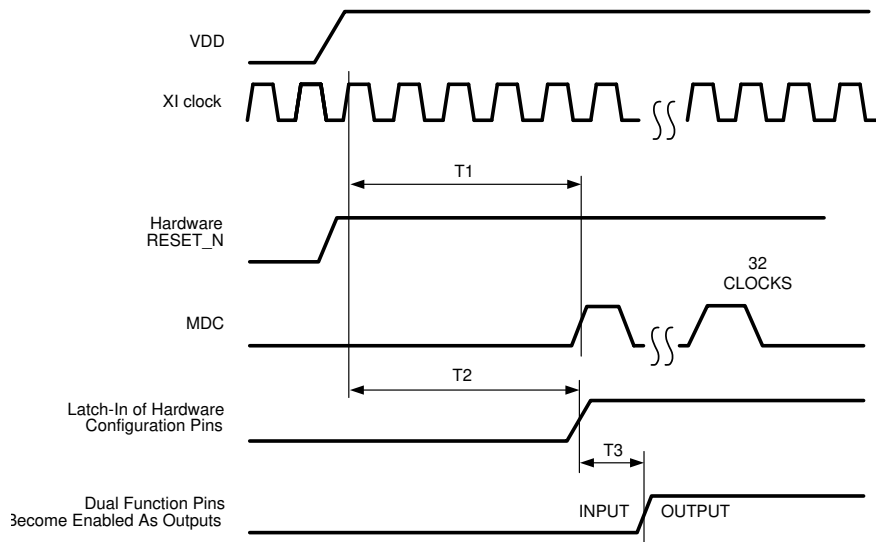 VDD
XI clock
T1
Hardware
RESET_N
32
CLOCKS
MDC
T2
Latch-In of Hardware
Configuration Pins
T3
Dual Function Pins
Become Enabled As Outputs
INPUT
OUTPUT